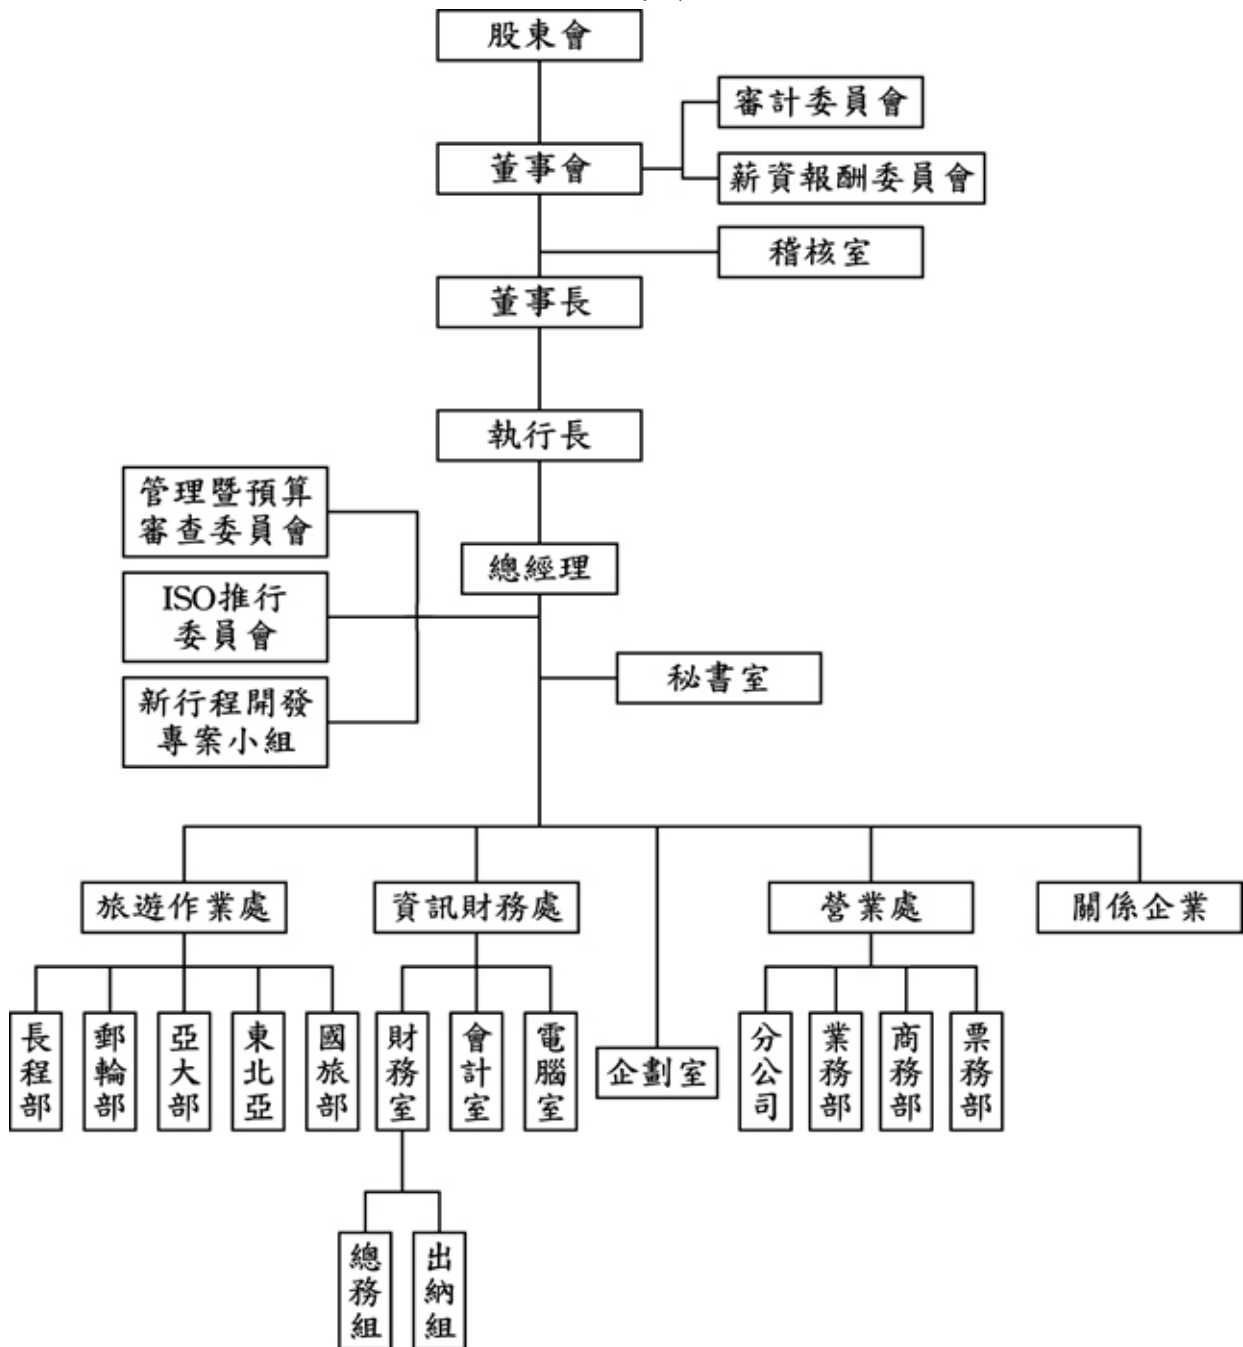 股東會
審計委員會
董事會
薪資報酬委員會
稽核室
董事長
執行長
管理暨預算
審查委員會
總經理
ISO推行
委員會
秘書室
新行程開發
專案小組
旅遊作業處
資訊財務處
營業處
關係企業
長程部
郵輪部
亞大部
東北亞
國旅部
財務室
會計室
電腦室
企劃室
分公司
業務部
商務部
票務部
總務組
出納組